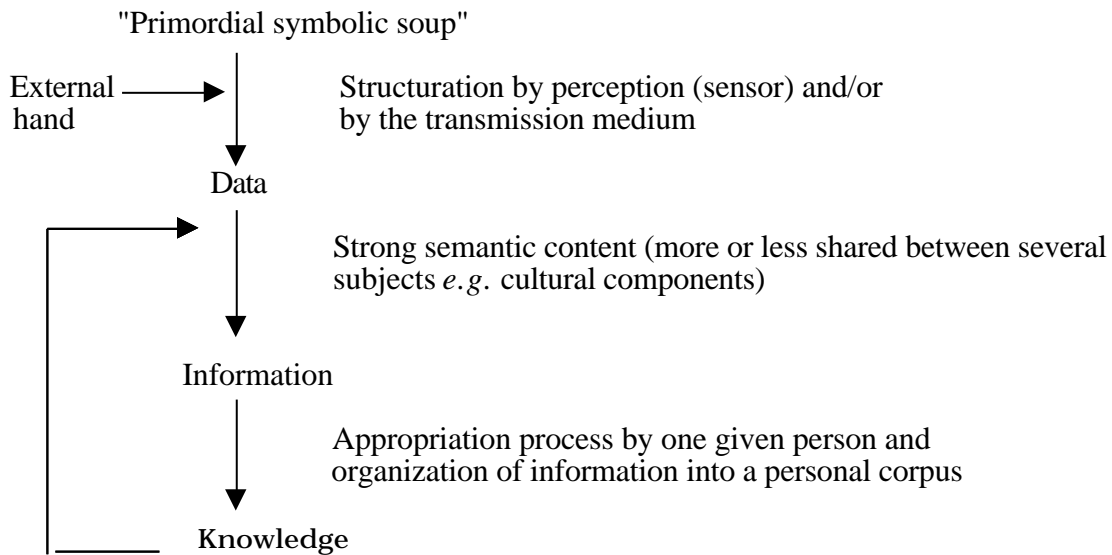 "Primordial symbolic soup"
External
hand
Structuration by perception (sensor) and/or
by the transmission medium
Data
Strong semantic content (more or less shared between several
subjects e.g. cultural components)
Information
Appropriation process by one given person and
organization of information into a personal corpus
Knowledge